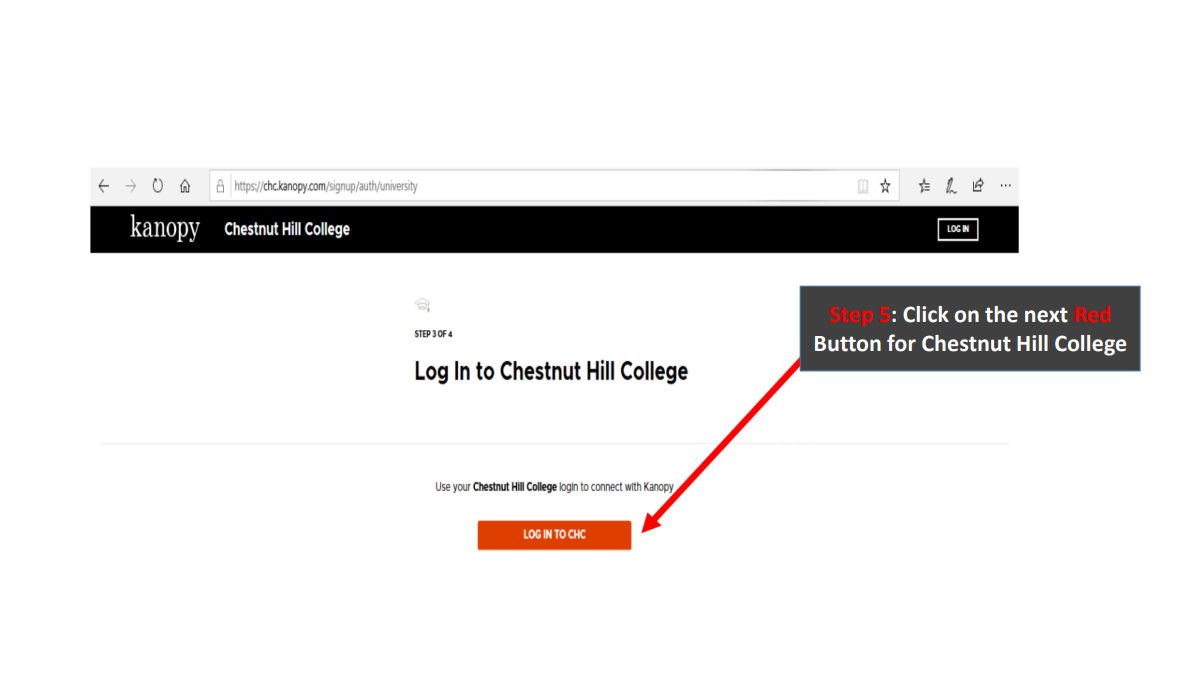 https://chc.kanopy.com/signup/auth/university
kanopy Chestnut Hill College LOG IN
Step 5: Click on the next Red
Button for Chestnut Hill College
STEP 3 OF 4
Log In to Chestnut Hill College
Use your Chestnut Hill College login to connect with Kanopy
LOG IN TO CHC